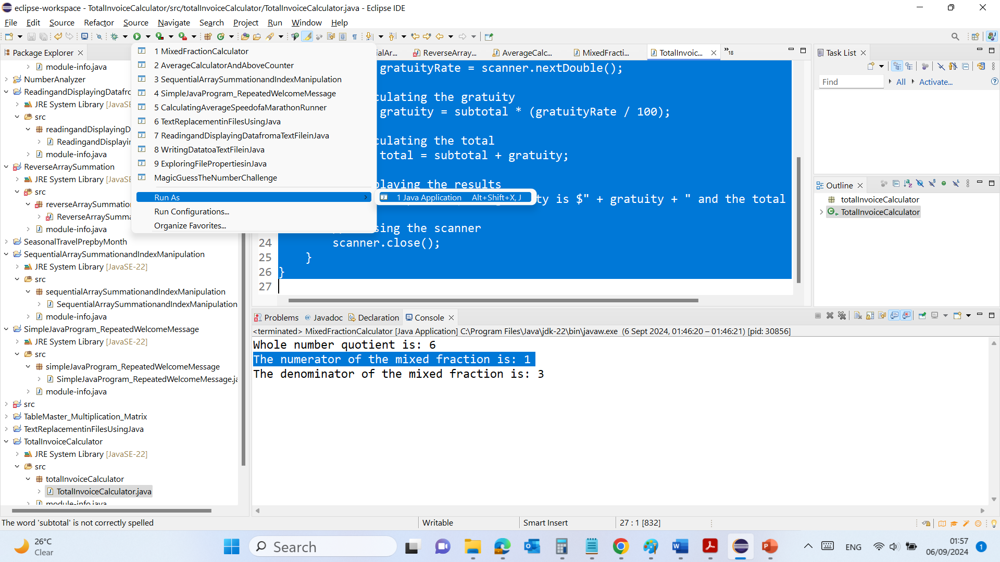 eclipse-workspace - TotalInvoiceCalculator/src/totalInvoiceCalculator/TotalInvoiceCalculator.java - Eclipse IDE
File Edit Source Refactor Source Navigate Search Project Run Window Help
Package Explorer
module-info.java
NumberAnalyzer
ReadingandDisplayingDatafro
JRE System Library [JavaSE
src
readingandDisplayingD
ReadingandDisplayin
module-info.java
ReverseArraySummation
JRE System Library [JavaSE
src
reverseArraySummation
ReverseArraySumma
module-info.java
SeasonalTravelPrepbyMonth
SequentialArraySummationandIndexManipulation
JRE System Library [JavaSE-22]
src
sequentialArraySummationandIndexManipulation
SequentialArraySummationandIndexManipulation
module-info.java
SimpleJavaProgram_RepeatedWelcomeMessage
JRE System Library [JavaSE-22]
src
simpleJavaProgram_RepeatedWelcomeMessage
SimpleJavaProgram_RepeatedWelcomeMessage.ja
module-info.java
src
TableMaster_Multiplication_Matrix
TextReplacementinFilesUsingJava
TotalInvoiceCalculator
JRE System Library [JavaSE-22]
src
totalInvoiceCalculator
TotalInvoiceCalculator.java
module-info.java
1 MixedFractionCalculator
2 AverageCalculatorAndAboveCounter
3 SequentialArraySummationandIndexManipulation
4 SimpleJavaProgram_RepeatedWelcomeMessage
5 CalculatingAverageSpeedofaMarathonRunner
6 TextReplacementinFilesUsingJava
7 ReadingandDisplayingDatafromaTextFileinJava
8 WritingDatatoaTextFileinJava
9 ExploringFilePropertiesinJava
MagicGuessTheNumberChallenge
Run As
1 Java Application Alt+Shift+X, J
Run Configurations...
Organize Favorites...
ialAr... ReverseArray... AverageCalc... MixedFracti... TotalInvoic... »18
gratuityRate = scanner.nextDouble();
culating the gratuity
gratuity = subtotal * (gratuityRate / 100);
culating the total
total = subtotal + gratuity;
playing the results
ty is $" + gratuity + " and the total
sing the scanner
24 scanner.close();
25 }
26 }
27
Task List
Find All Activate...
Outline
totalInvoiceCalculator
TotalInvoiceCalculator
Problems @ Javadoc Declaration Console
<terminated> MixedFractionCalculator [Java Application] C:\Program Files\Java\jdk-22\bin\javaw.exe (6 Sept 2024, 01:46:20 – 01:46:21) [pid: 30856]
Whole number quotient is: 6
The numerator of the mixed fraction is: 1
The denominator of the mixed fraction is: 3
The word 'subtotal' is not correctly spelled
Writable
Smart Insert
27 : 1 [832]
26°C
Clear
Search
ENG
01:57
06/09/2024
1